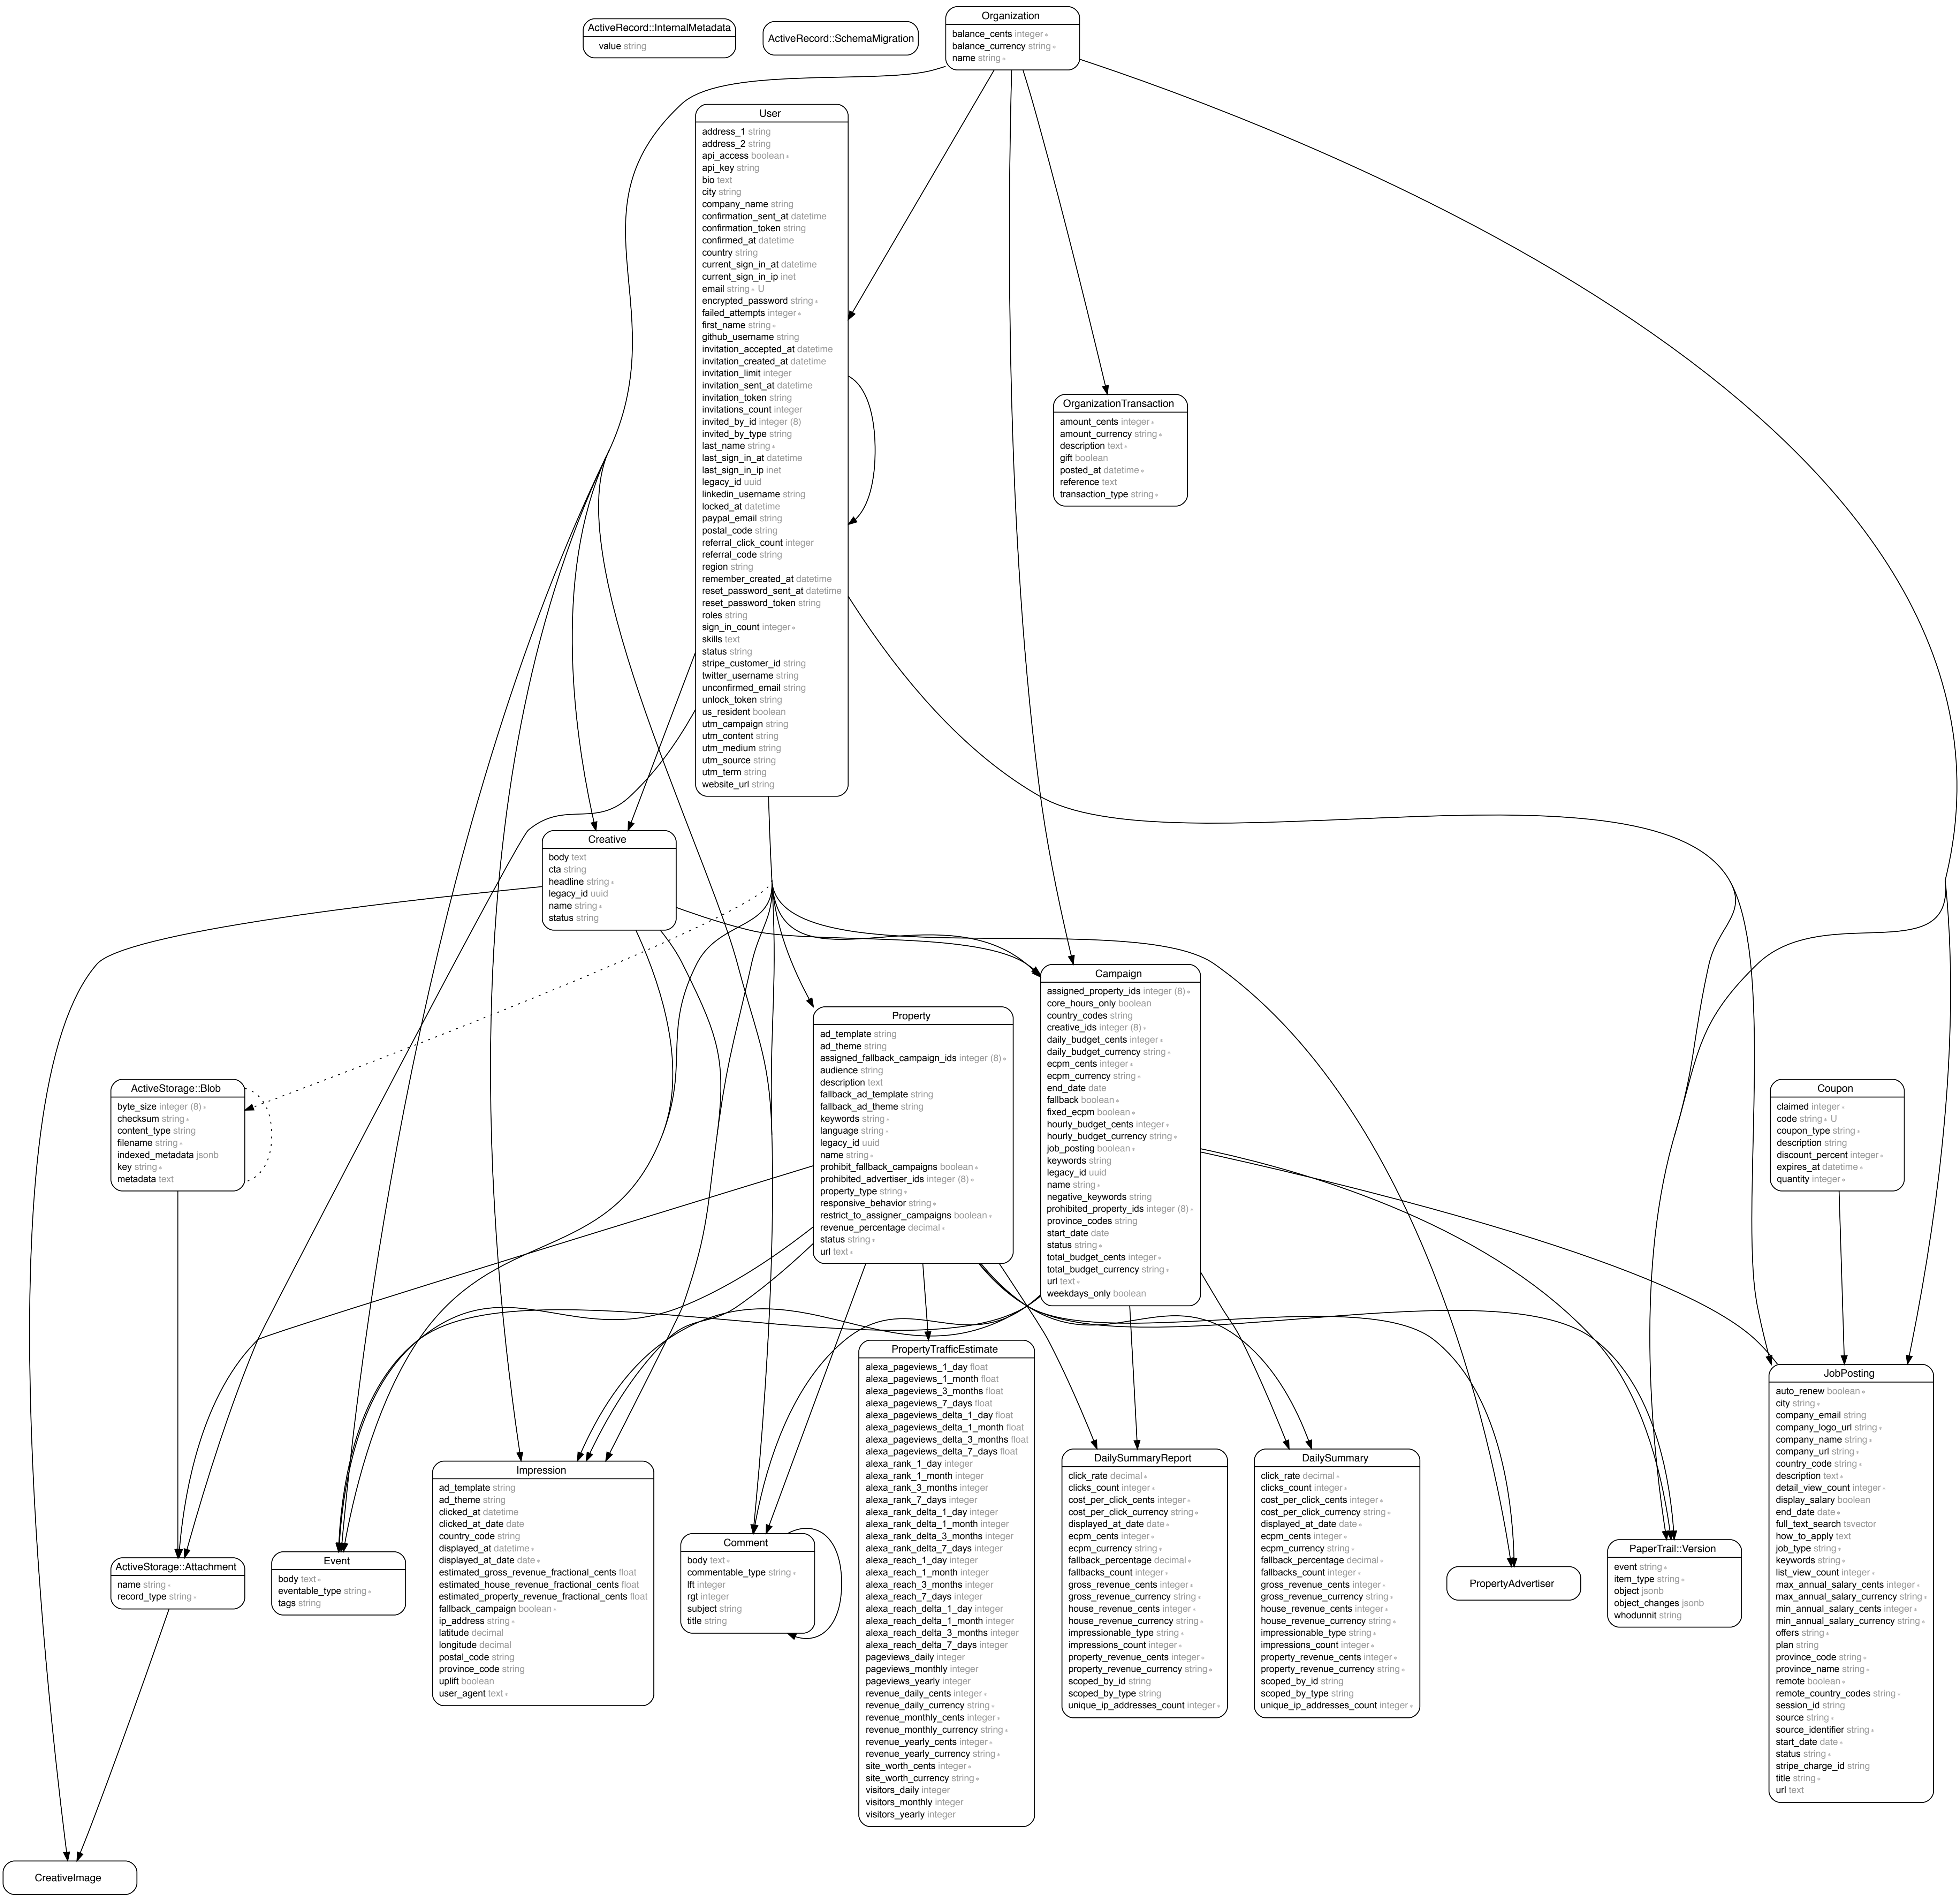 ActiveRecord::InternalMetadata
value string
ActiveRecord::SchemaMigration
Organization
balance_cents integer ∗
balance_currency string ∗
name string ∗
User
address_1 string
address_2 string
api_access boolean ∗
api_key string
bio text
city string
company_name string
confirmation_sent_at datetime
confirmation_token string
confirmed_at datetime
country string
current_sign_in_at datetime
current_sign_in_ip inet
email string ∗ U
encrypted_password string ∗
failed_attempts integer ∗
first_name string ∗
github_username string
invitation_accepted_at datetime
invitation_created_at datetime
invitation_limit integer
invitation_sent_at datetime
invitation_token string
invitations_count integer
invited_by_id integer (8)
invited_by_type string
last_name string ∗
last_sign_in_at datetime
last_sign_in_ip inet
legacy_id uuid
linkedin_username string
locked_at datetime
paypal_email string
postal_code string
referral_click_count integer
referral_code string
region string
remember_created_at datetime
reset_password_sent_at datetime
reset_password_token string
roles string
sign_in_count integer ∗
skills text
status string
stripe_customer_id string
twitter_username string
unconfirmed_email string
unlock_token string
us_resident boolean
utm_campaign string
utm_content string
utm_medium string
utm_source string
utm_term string
website_url string
OrganizationTransaction
amount_cents integer ∗
amount_currency string ∗
description text ∗
gift boolean
posted_at datetime ∗
reference text
transaction_type string ∗
Creative
body text
cta string
headline string ∗
legacy_id uuid
name string ∗
status string
Campaign
assigned_property_ids integer (8) ∗
core_hours_only boolean
country_codes string
creative_ids integer (8) ∗
daily_budget_cents integer ∗
daily_budget_currency string ∗
ecpm_cents integer ∗
ecpm_currency string ∗
end_date date
fallback boolean ∗
fixed_ecpm boolean ∗
hourly_budget_cents integer ∗
hourly_budget_currency string ∗
job_posting boolean ∗
keywords string
legacy_id uuid
name string ∗
negative_keywords string
prohibited_property_ids integer (8) ∗
province_codes string
start_date date
status string ∗
total_budget_cents integer ∗
total_budget_currency string ∗
url text ∗
weekdays_only boolean
Property
ad_template string
ad_theme string
assigned_fallback_campaign_ids integer (8) ∗
audience string
description text
fallback_ad_template string
fallback_ad_theme string
keywords string ∗
language string ∗
legacy_id uuid
name string ∗
prohibit_fallback_campaigns boolean ∗
prohibited_advertiser_ids integer (8) ∗
property_type string ∗
responsive_behavior string ∗
restrict_to_assigner_campaigns boolean ∗
revenue_percentage decimal ∗
status string ∗
url text ∗
ActiveStorage::Blob
byte_size integer (8) ∗
checksum string ∗
content_type string
filename string ∗
indexed_metadata jsonb
key string ∗
metadata text
Coupon
claimed integer ∗
code string ∗ U
coupon_type string ∗
description string
discount_percent integer ∗
expires_at datetime ∗
quantity integer ∗
PropertyTrafficEstimate
alexa_pageviews_1_day float
alexa_pageviews_1_month float
alexa_pageviews_3_months float
alexa_pageviews_7_days float
alexa_pageviews_delta_1_day float
alexa_pageviews_delta_1_month float
alexa_pageviews_delta_3_months float
alexa_pageviews_delta_7_days float
alexa_rank_1_day integer
alexa_rank_1_month integer
alexa_rank_3_months integer
alexa_rank_7_days integer
alexa_rank_delta_1_day integer
alexa_rank_delta_1_month integer
alexa_rank_delta_3_months integer
alexa_rank_delta_7_days integer
alexa_reach_1_day integer
alexa_reach_1_month integer
alexa_reach_3_months integer
alexa_reach_7_days integer
alexa_reach_delta_1_day integer
alexa_reach_delta_1_month integer
alexa_reach_delta_3_months integer
alexa_reach_delta_7_days integer
pageviews_daily integer
pageviews_monthly integer
pageviews_yearly integer
revenue_daily_cents integer ∗
revenue_daily_currency string ∗
revenue_monthly_cents integer ∗
revenue_monthly_currency string ∗
revenue_yearly_cents integer ∗
revenue_yearly_currency string ∗
site_worth_cents integer ∗
site_worth_currency string ∗
visitors_daily integer
visitors_monthly integer
visitors_yearly integer
JobPosting
auto_renew boolean ∗
city string ∗
company_email string
company_logo_url string ∗
company_name string ∗
company_url string ∗
country_code string ∗
description text ∗
detail_view_count integer ∗
display_salary boolean
end_date date ∗
full_text_search tsvector
how_to_apply text
job_type string ∗
keywords string ∗
list_view_count integer ∗
max_annual_salary_cents integer ∗
max_annual_salary_currency string ∗
min_annual_salary_cents integer ∗
min_annual_salary_currency string ∗
offers string ∗
plan string
province_code string ∗
province_name string ∗
remote boolean ∗
remote_country_codes string ∗
session_id string
source string ∗
source_identifier string ∗
start_date date ∗
status string ∗
stripe_charge_id string
title string ∗
url text
DailySummaryReport
click_rate decimal ∗
clicks_count integer ∗
cost_per_click_cents integer ∗
cost_per_click_currency string ∗
displayed_at_date date ∗
ecpm_cents integer ∗
ecpm_currency string ∗
fallback_percentage decimal ∗
fallbacks_count integer ∗
gross_revenue_cents integer ∗
gross_revenue_currency string ∗
house_revenue_cents integer ∗
house_revenue_currency string ∗
impressionable_type string ∗
impressions_count integer ∗
property_revenue_cents integer ∗
property_revenue_currency string ∗
scoped_by_id string
scoped_by_type string
unique_ip_addresses_count integer ∗
DailySummary
click_rate decimal ∗
clicks_count integer ∗
cost_per_click_cents integer ∗
cost_per_click_currency string ∗
displayed_at_date date ∗
ecpm_cents integer ∗
ecpm_currency string ∗
fallback_percentage decimal ∗
fallbacks_count integer ∗
gross_revenue_cents integer ∗
gross_revenue_currency string ∗
house_revenue_cents integer ∗
house_revenue_currency string ∗
impressionable_type string ∗
impressions_count integer ∗
property_revenue_cents integer ∗
property_revenue_currency string ∗
scoped_by_id string
scoped_by_type string
unique_ip_addresses_count integer ∗
Impression
ad_template string
ad_theme string
clicked_at datetime
clicked_at_date date
country_code string
displayed_at datetime ∗
displayed_at_date date ∗
estimated_gross_revenue_fractional_cents float
estimated_house_revenue_fractional_cents float
estimated_property_revenue_fractional_cents float
fallback_campaign boolean ∗
ip_address string ∗
latitude decimal
longitude decimal
postal_code string
province_code string
uplift boolean
user_agent text ∗
Comment
body text ∗
commentable_type string ∗
lft integer
rgt integer
subject string
title string
PaperTrail::Version
event string ∗
item_type string ∗
object jsonb
object_changes jsonb
whodunnit string
Event
body text ∗
eventable_type string ∗
tags string
ActiveStorage::Attachment
name string ∗
record_type string ∗
PropertyAdvertiser
CreativeImage